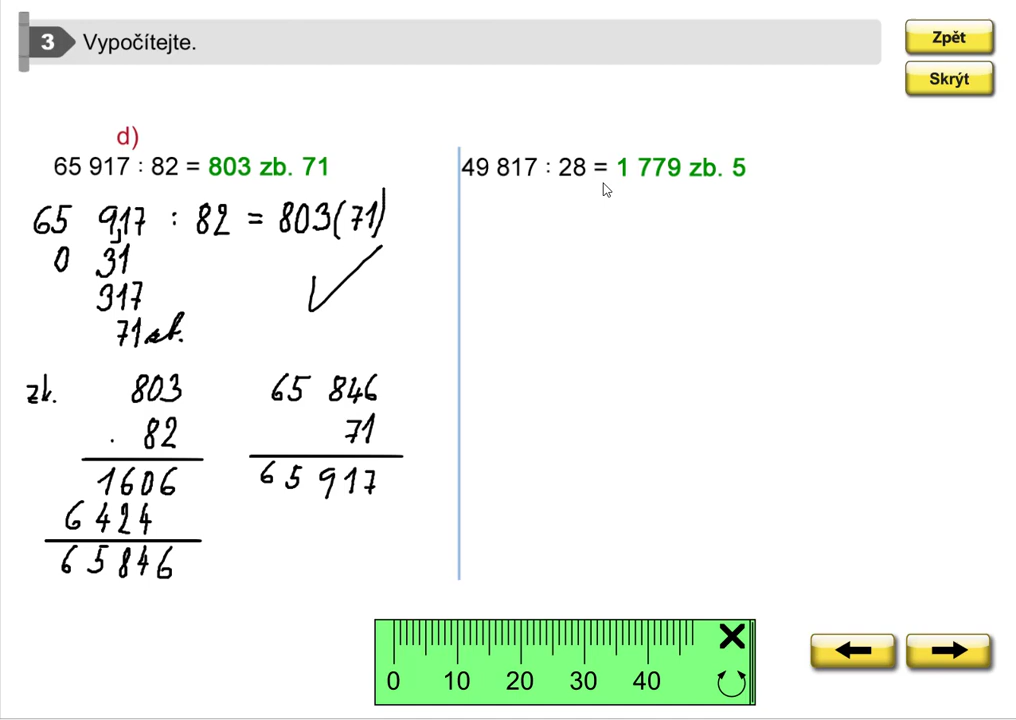 3 Vypočítejte.
Zpět
Skrýt
d)
65 917 : 82 = 803 zb. 71
65 917 : 82 = 803(71)
0 31
317
71 zb.
zk. 803
. 82
1606
6424
65846
65 846
71
65 917
49 817 : 28 = 1 779 zb. 5
0 10 20 30 40